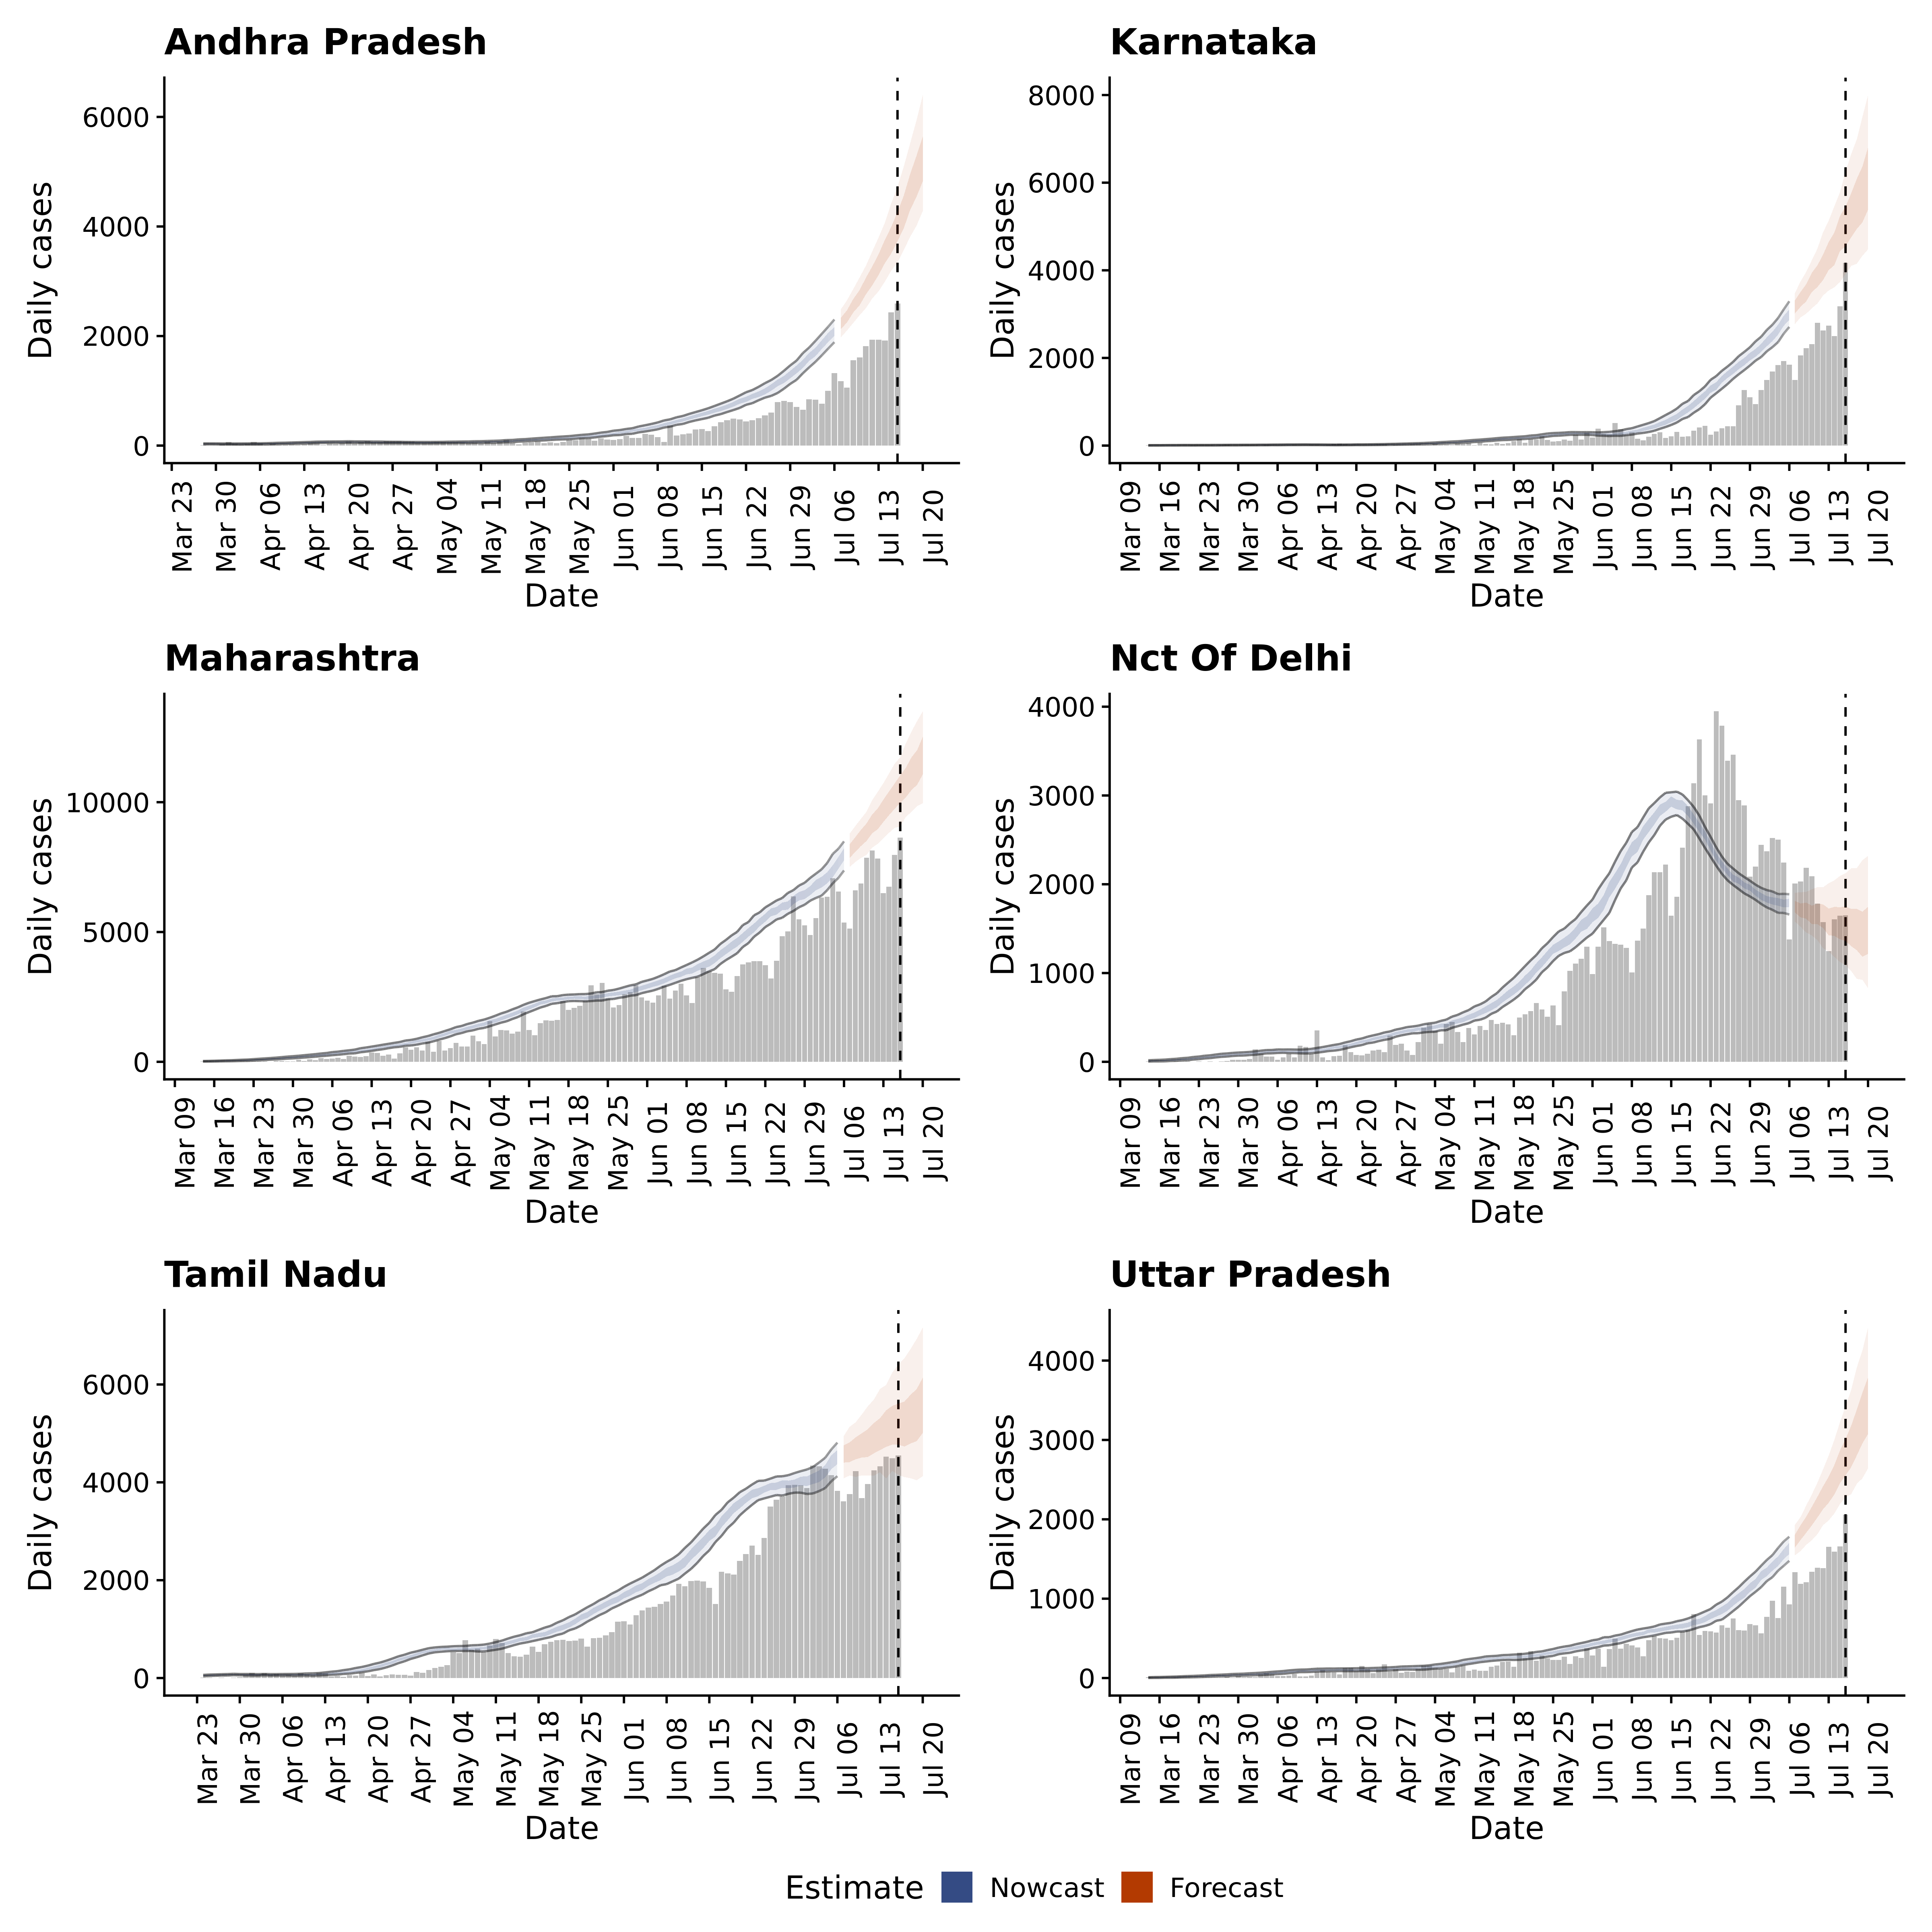 Andhra Pradesh
Daily cases
6000
4000
2000
0
Mar 23
Mar 30
Apr 06
Apr 13
Apr 20
Apr 27
May 04
May 11
May 18
May 25
Jun 01
Jun 08
Jun 15
Jun 22
Jun 29
Jul 06
Jul 13
Jul 20
Date
Karnataka
Daily cases
8000
6000
4000
2000
0
Mar 09
Mar 16
Mar 23
Mar 30
Apr 06
Apr 13
Apr 20
Apr 27
May 04
May 11
May 18
May 25
Jun 01
Jun 08
Jun 15
Jun 22
Jun 29
Jul 06
Jul 13
Jul 20
Date
Maharashtra
Daily cases
10000
5000
0
Mar 09
Mar 16
Mar 23
Mar 30
Apr 06
Apr 13
Apr 20
Apr 27
May 04
May 11
May 18
May 25
Jun 01
Jun 08
Jun 15
Jun 22
Jun 29
Jul 06
Jul 13
Jul 20
Date
Nct Of Delhi
Daily cases
4000
3000
2000
1000
0
Mar 09
Mar 16
Mar 23
Mar 30
Apr 06
Apr 13
Apr 20
Apr 27
May 04
May 11
May 18
May 25
Jun 01
Jun 08
Jun 15
Jun 22
Jun 29
Jul 06
Jul 13
Jul 20
Date
Tamil Nadu
Daily cases
6000
4000
2000
0
Mar 23
Mar 30
Apr 06
Apr 13
Apr 20
Apr 27
May 04
May 11
May 18
May 25
Jun 01
Jun 08
Jun 15
Jun 22
Jun 29
Jul 06
Jul 13
Jul 20
Date
Uttar Pradesh
Daily cases
4000
3000
2000
1000
0
Mar 09
Mar 16
Mar 23
Mar 30
Apr 06
Apr 13
Apr 20
Apr 27
May 04
May 11
May 18
May 25
Jun 01
Jun 08
Jun 15
Jun 22
Jun 29
Jul 06
Jul 13
Jul 20
Date
Estimate Nowcast Forecast